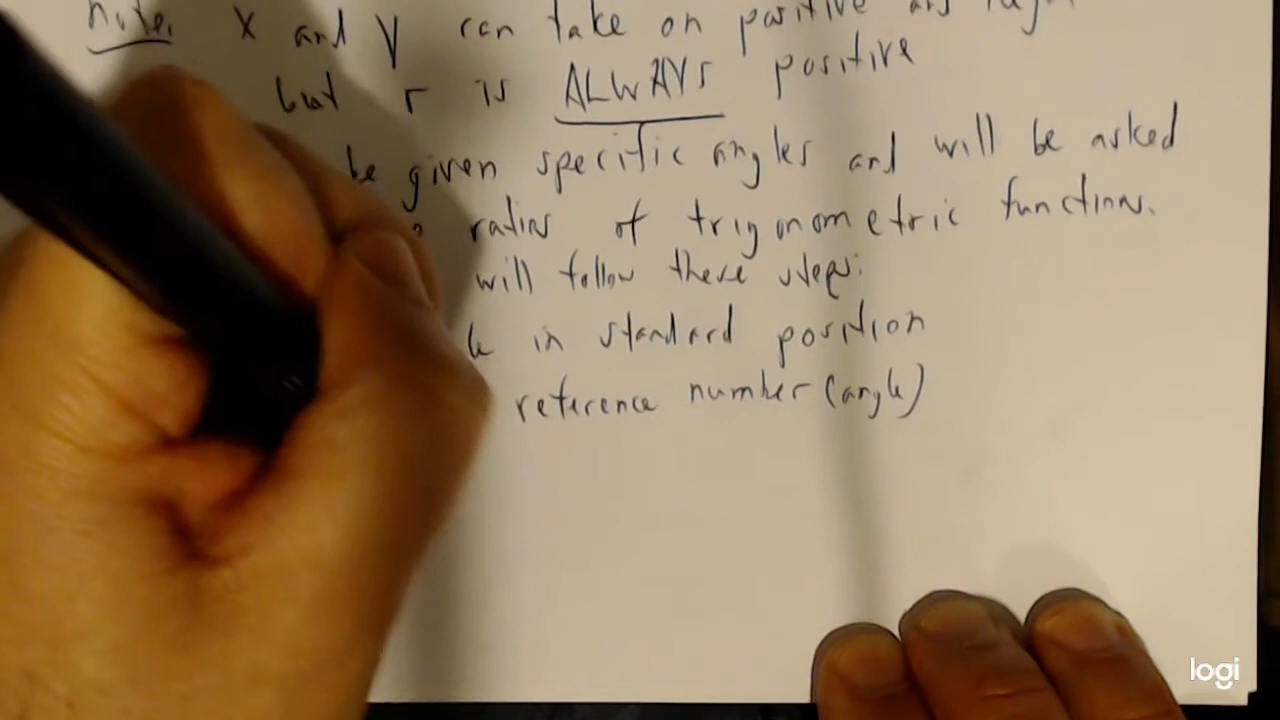 note: x and y can take on positive and
but r is ALWAYS positive
be given specific angles and will be asked
ratios of trigonometric functions.
will follow these steps:
in standard position
reference number (angle)
logi